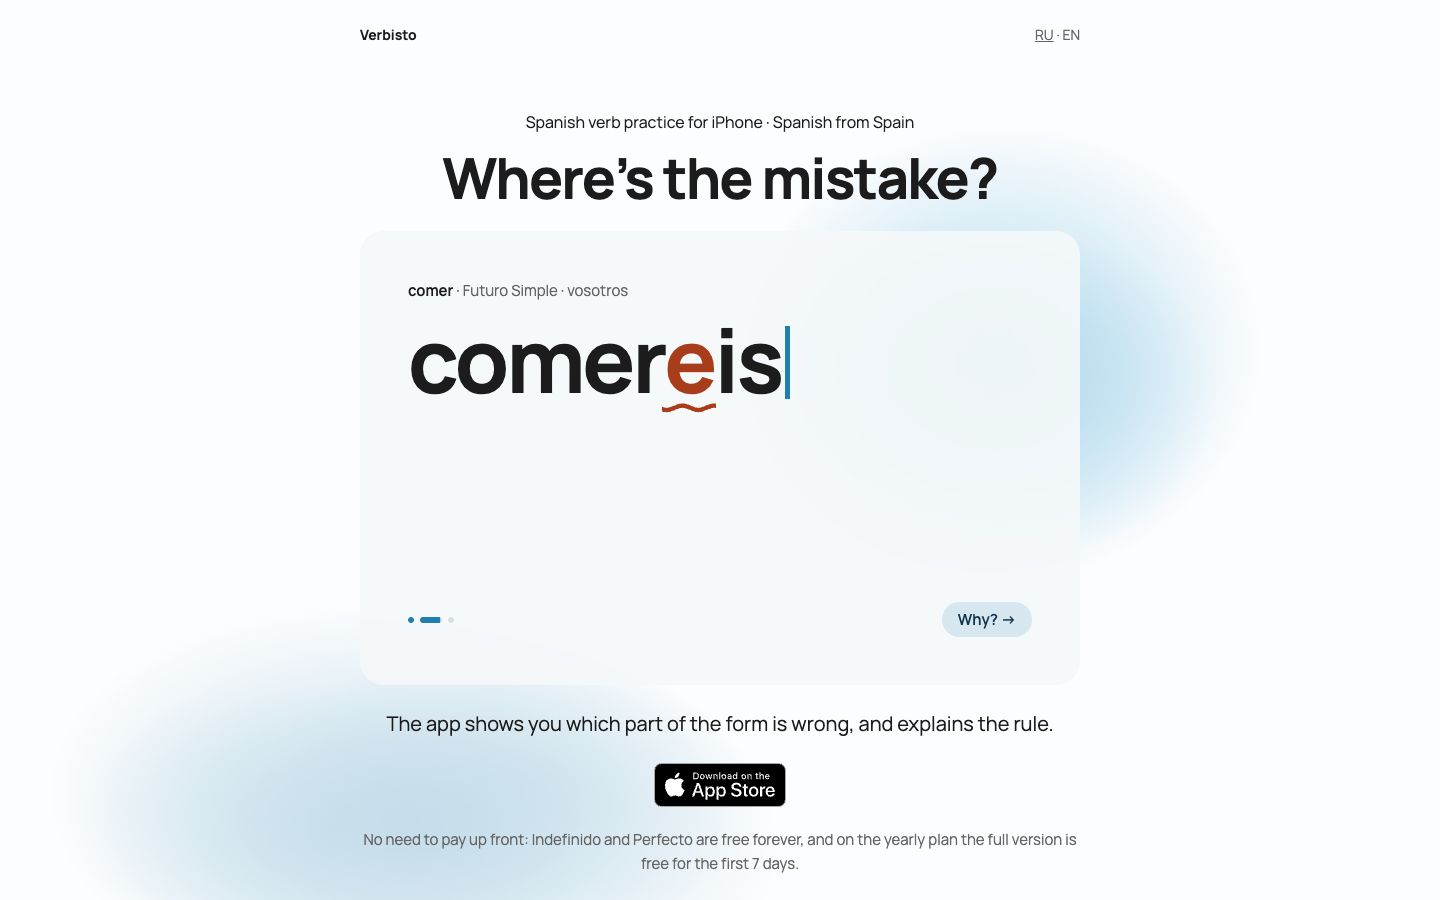 Verbisto
RU · EN
Spanish verb practice for iPhone · Spanish from Spain
Where’s the mistake?
comer · Futuro Simple · vosotros
comereis
Why? →
The app shows you which part of the form is wrong, and explains the rule.
Download on the
App Store
No need to pay up front: Indefinido and Perfecto are free forever, and on the yearly plan the full version is
free for the first 7 days.